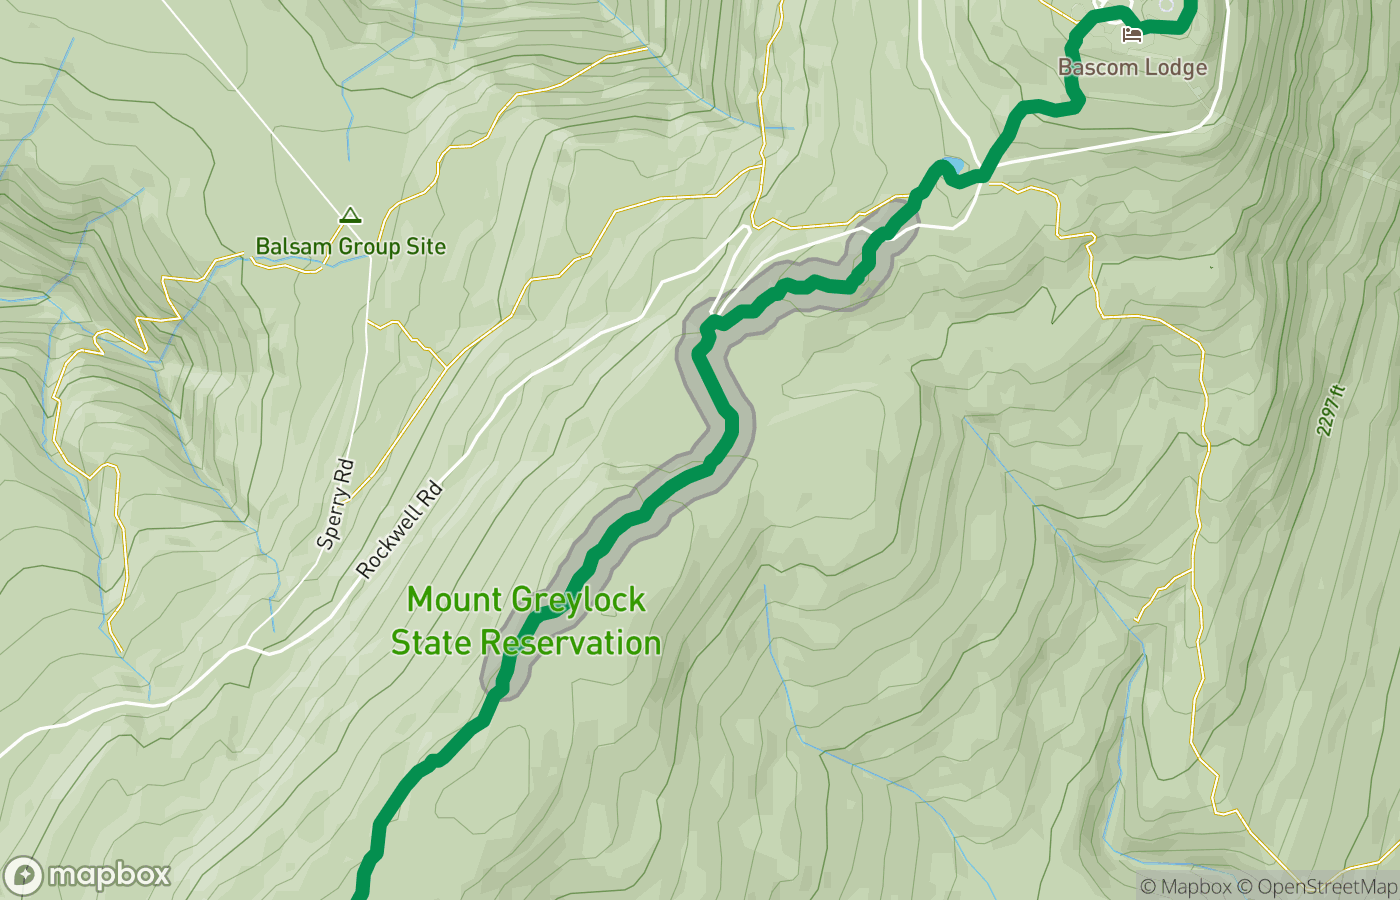 Bascom Lodge
Balsam Group Site
2297 ft
Sperry Rd
Rockwell Rd
Mount Greylock
State Reservation
mapbox
© Mapbox © OpenStreetMap